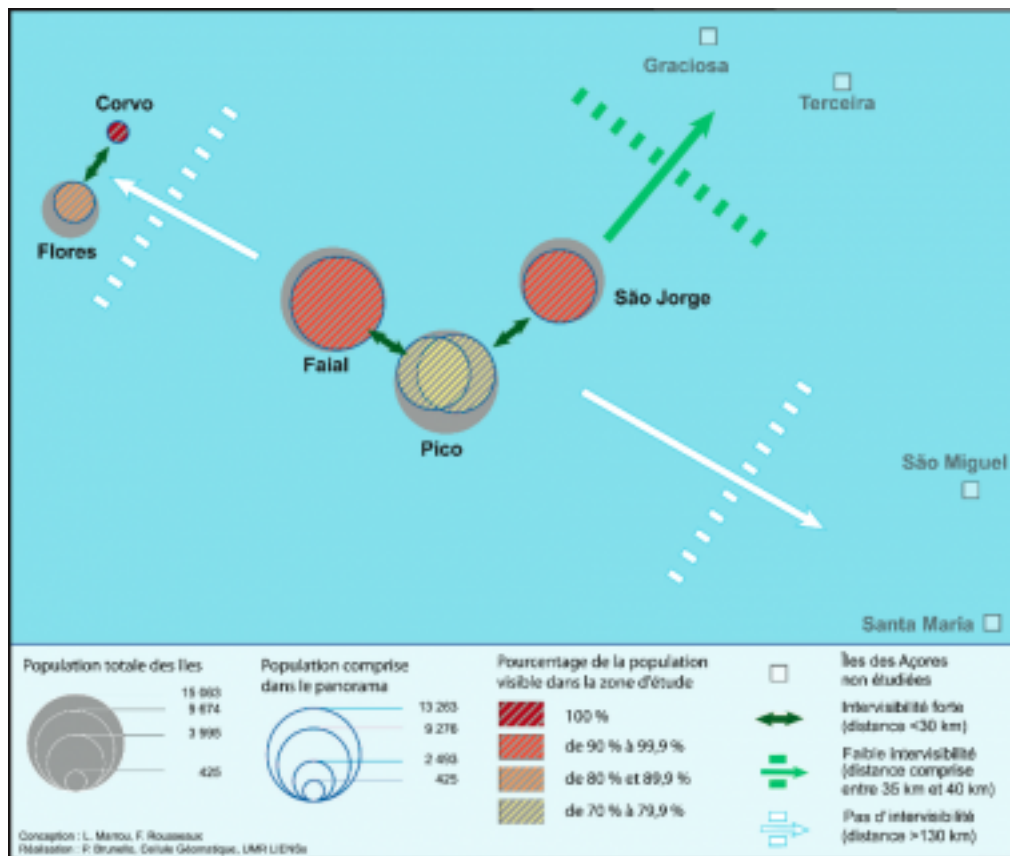 Graciosa
Terceira
Corvo
Flores
São Jorge
Faial
Pico
São Miguel
Santa Maria
Population totale des îles
15 063
9 674
3 995
425
Population comprise
dans le panorama
13 263
9 276
2 493
425
Pourcentage de la population
visible dans la zone d'étude
100 %
de 90 % à 99,9 %
de 80 % et 89,9 %
de 70 % à 79,9 %
Îles des Açores
non étudiées
Intervisibilité forte
(distance <30 km)
Faible intervisibilité
(distance comprise
entre 35 km et 40 km)
Pas d'intervisibilité
(distance >130 km)
Conception : L. Marrou, F. Rousseaux
Réalisation : P. Brunello, Cellule Géomatique, UMR LIENSs